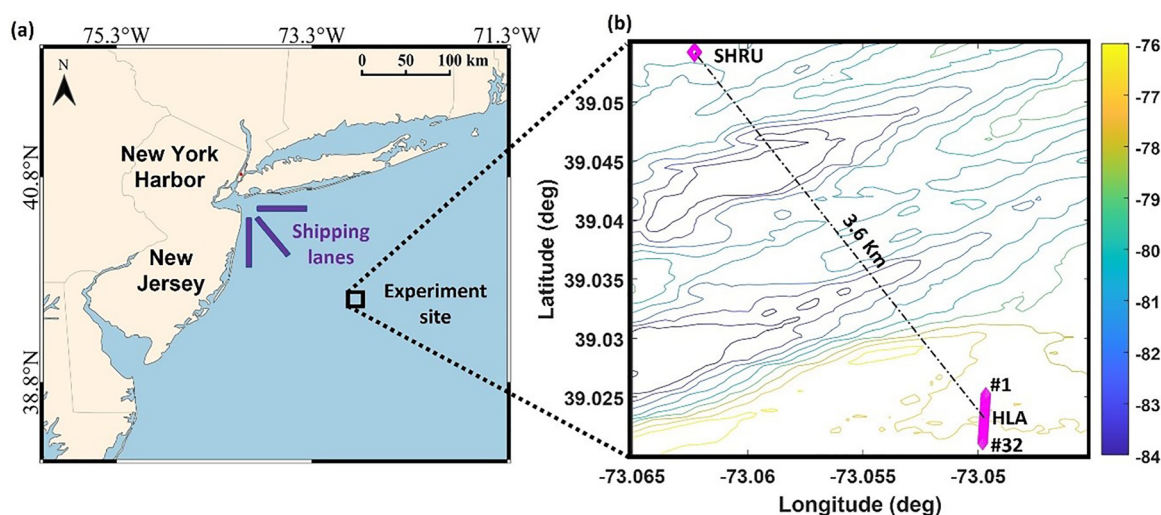 (a)
75.3°W 73.3°W 71.3°W
N
0 50 100 km
40.8°N
38.8°N
New York
Harbor
New
Jersey
Shipping
lanes
Experiment
site
(b)
SHRU
3.6 Km
#1
HLA
#32
Latitude (deg)
39.05
39.045
39.04
39.035
39.03
39.025
-73.065 -73.06 -73.055 -73.05
Longitude (deg)
-76
-77
-78
-79
-80
-81
-82
-83
-84